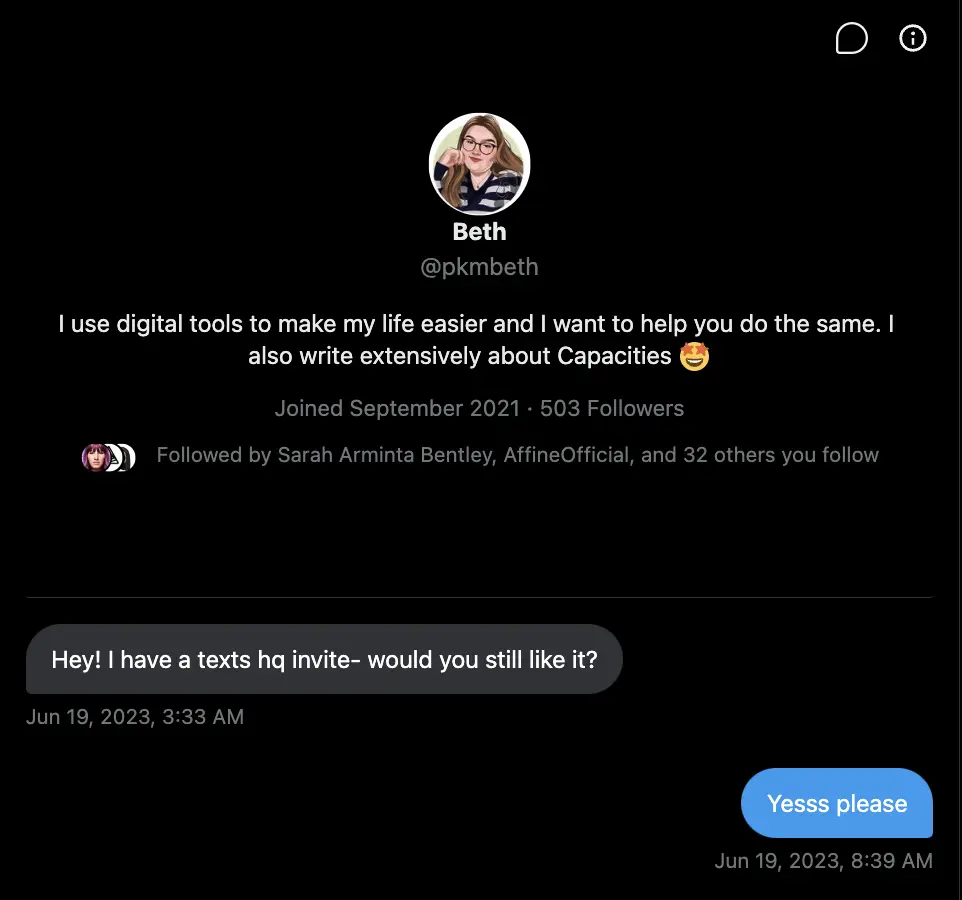 Beth
@pkmbeth
I use digital tools to make my life easier and I want to help you do the same. I
also write extensively about Capacities 🤩
Joined September 2021 · 503 Followers
Followed by Sarah Arminta Bentley, AffineOfficial, and 32 others you follow
Hey! I have a texts hq invite- would you still like it?
Jun 19, 2023, 3:33 AM
Yesss please
Jun 19, 2023, 8:39 AM